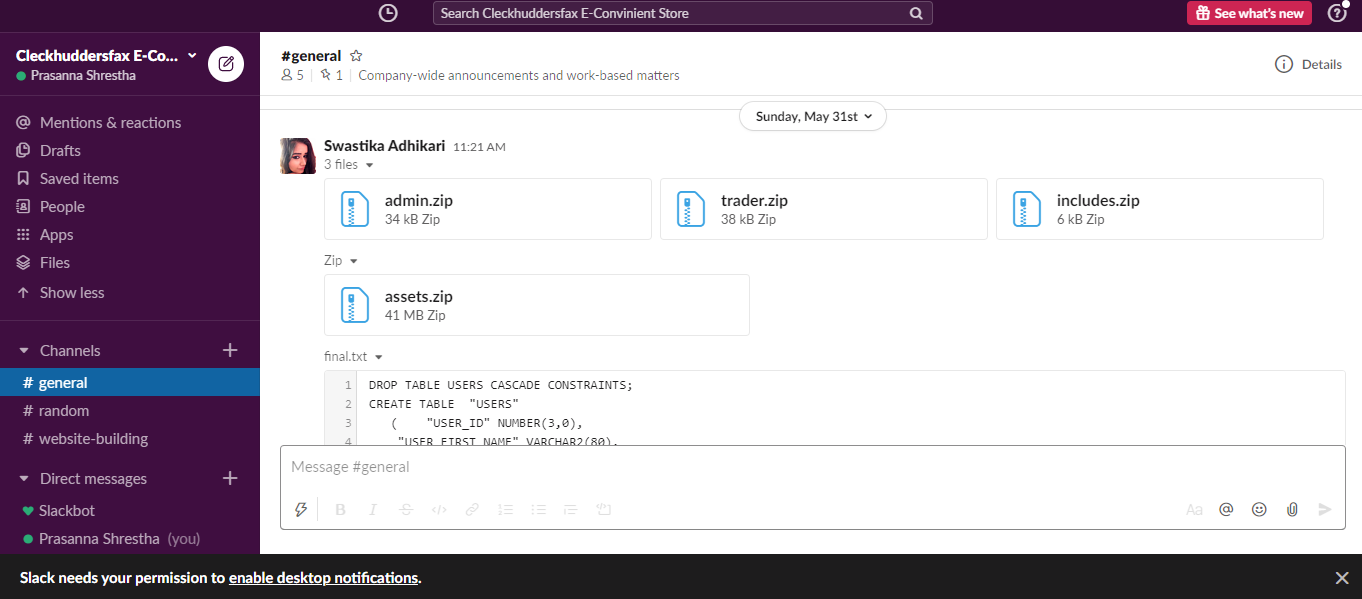 Search Cleckhuddersfax E-Convinient Store
See what's new
Cleckhuddersfax E-Co...
Prasanna Shrestha
Mentions & reactions
Drafts
Saved items
People
Apps
Files
Show less
Channels
# general
# random
# website-building
Direct messages
Slackbot
Prasanna Shrestha (you)
#general
5 | 1 | Company-wide announcements and work-based matters
Details
Sunday, May 31st
Swastika Adhikari 11:21 AM
3 files
admin.zip
34 kB Zip
trader.zip
38 kB Zip
includes.zip
6 kB Zip
Zip
assets.zip
41 MB Zip
final.txt
1 DROP TABLE USERS CASCADE CONSTRAINTS;
2 CREATE TABLE "USERS"
3 ( "USER_ID" NUMBER(3,0),
4 "USER_FIRST_NAME" VARCHAR2(80),
Message #general
Aa
Slack needs your permission to enable desktop notifications.